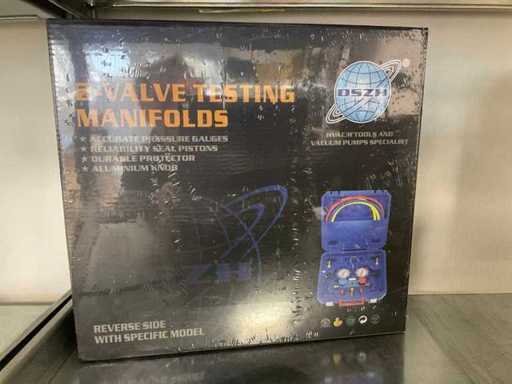 2-VALVE TESTING
MANIFOLDS
★ ACCURATE PRESSURE GAUGES
★ RELIABILITY SEAL PISTONS
★ DURABLE PROTECTOR
★ ALUMINIUM KNOB
DSZH
®
HVAC/R TOOLS AND
VACUUM PUMPS SPECIALIST
DSZH
REVERSE SIDE
WITH SPECIFIC MODEL